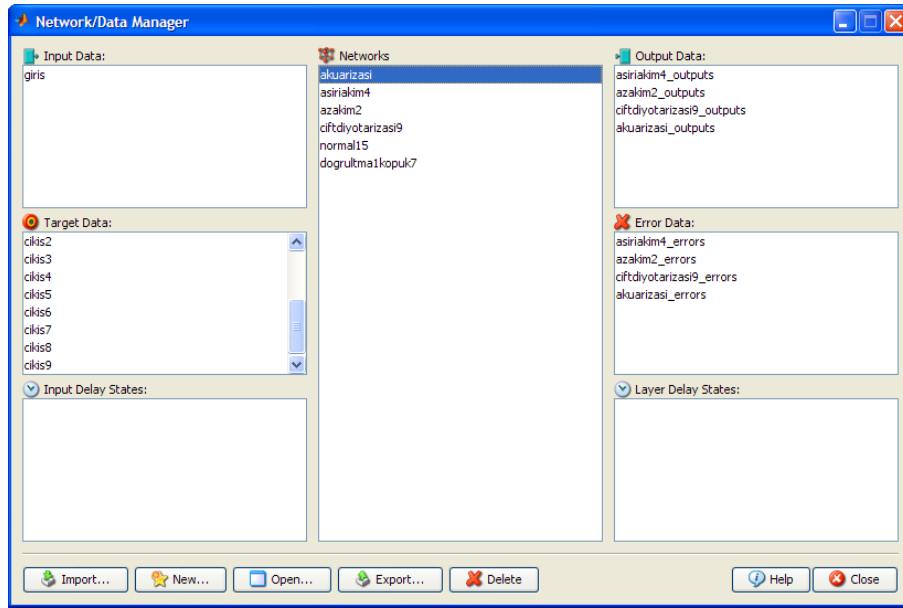 Network/Data Manager
Input Data:
giris
Networks
akuarizasi
asiriakim4
azakim2
ciftdiyotarizasi9
normal15
dogrultma1kopuk7
Output Data:
asiriakim4_outputs
azakim2_outputs
ciftdiyotarizasi9_outputs
akuarizasi_outputs
Target Data:
cikis2
cikis3
cikis4
cikis5
cikis6
cikis7
cikis8
cikis9
Error Data:
asiriakim4_errors
azakim2_errors
ciftdiyotarizasi9_errors
akuarizasi_errors
Input Delay States:
Layer Delay States:
Import... New... Open... Export... Delete Help Close